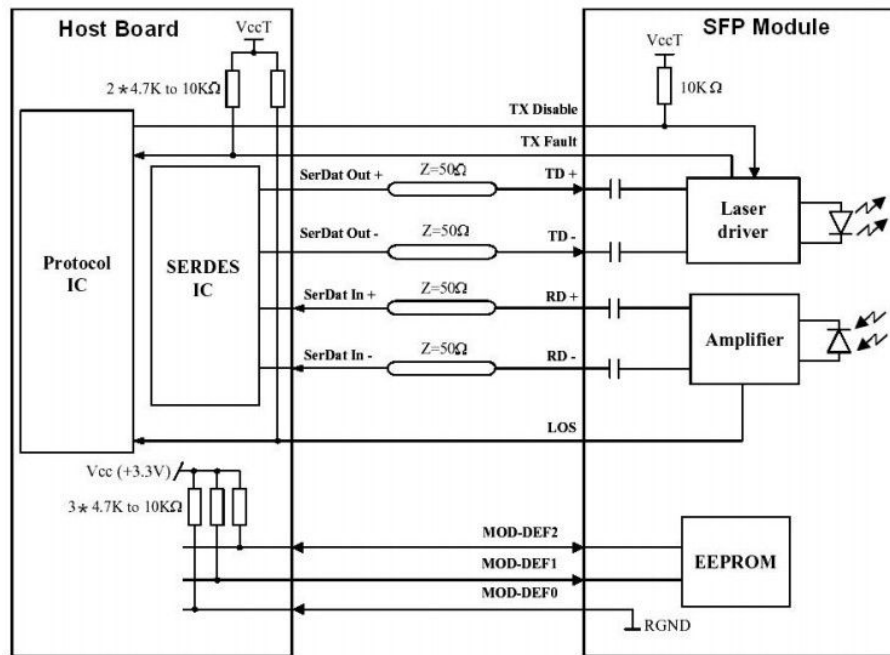 Host Board
SFP Module
VccT
VccT
2*4.7K to 10KΩ
10KΩ
TX Disable
TX Fault
SerDat Out +
Z=50Ω
TD +
Laser
driver
SerDat Out -
Z=50Ω
TD -
Protocol
IC
SERDES
IC
SerDat In +
Z=50Ω
RD +
Amplifier
SerDat In -
Z=50Ω
RD -
LOS
Vcc (+3.3V)
3*4.7K to 10KΩ
MOD-DEF2
MOD-DEF1
EEPROM
MOD-DEF0
RGND